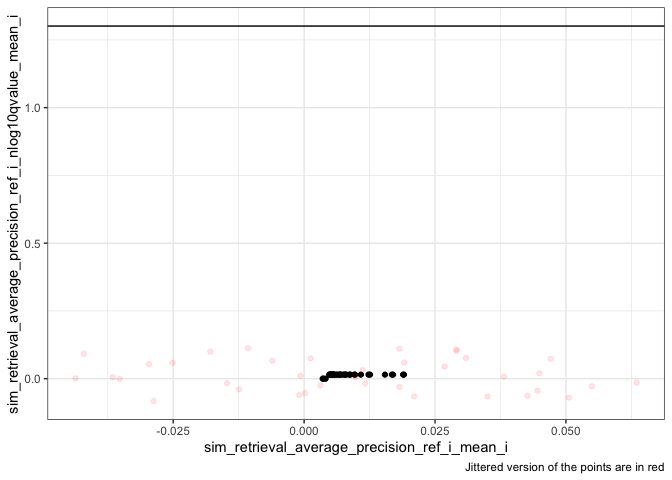 sim_retrieval_average_precision_ref_i_nlog10qvalue_mean_i
1.0
0.5
0.0
-0.025
0.000
0.025
0.050
sim_retrieval_average_precision_ref_i_mean_i
Jittered version of the points are in red